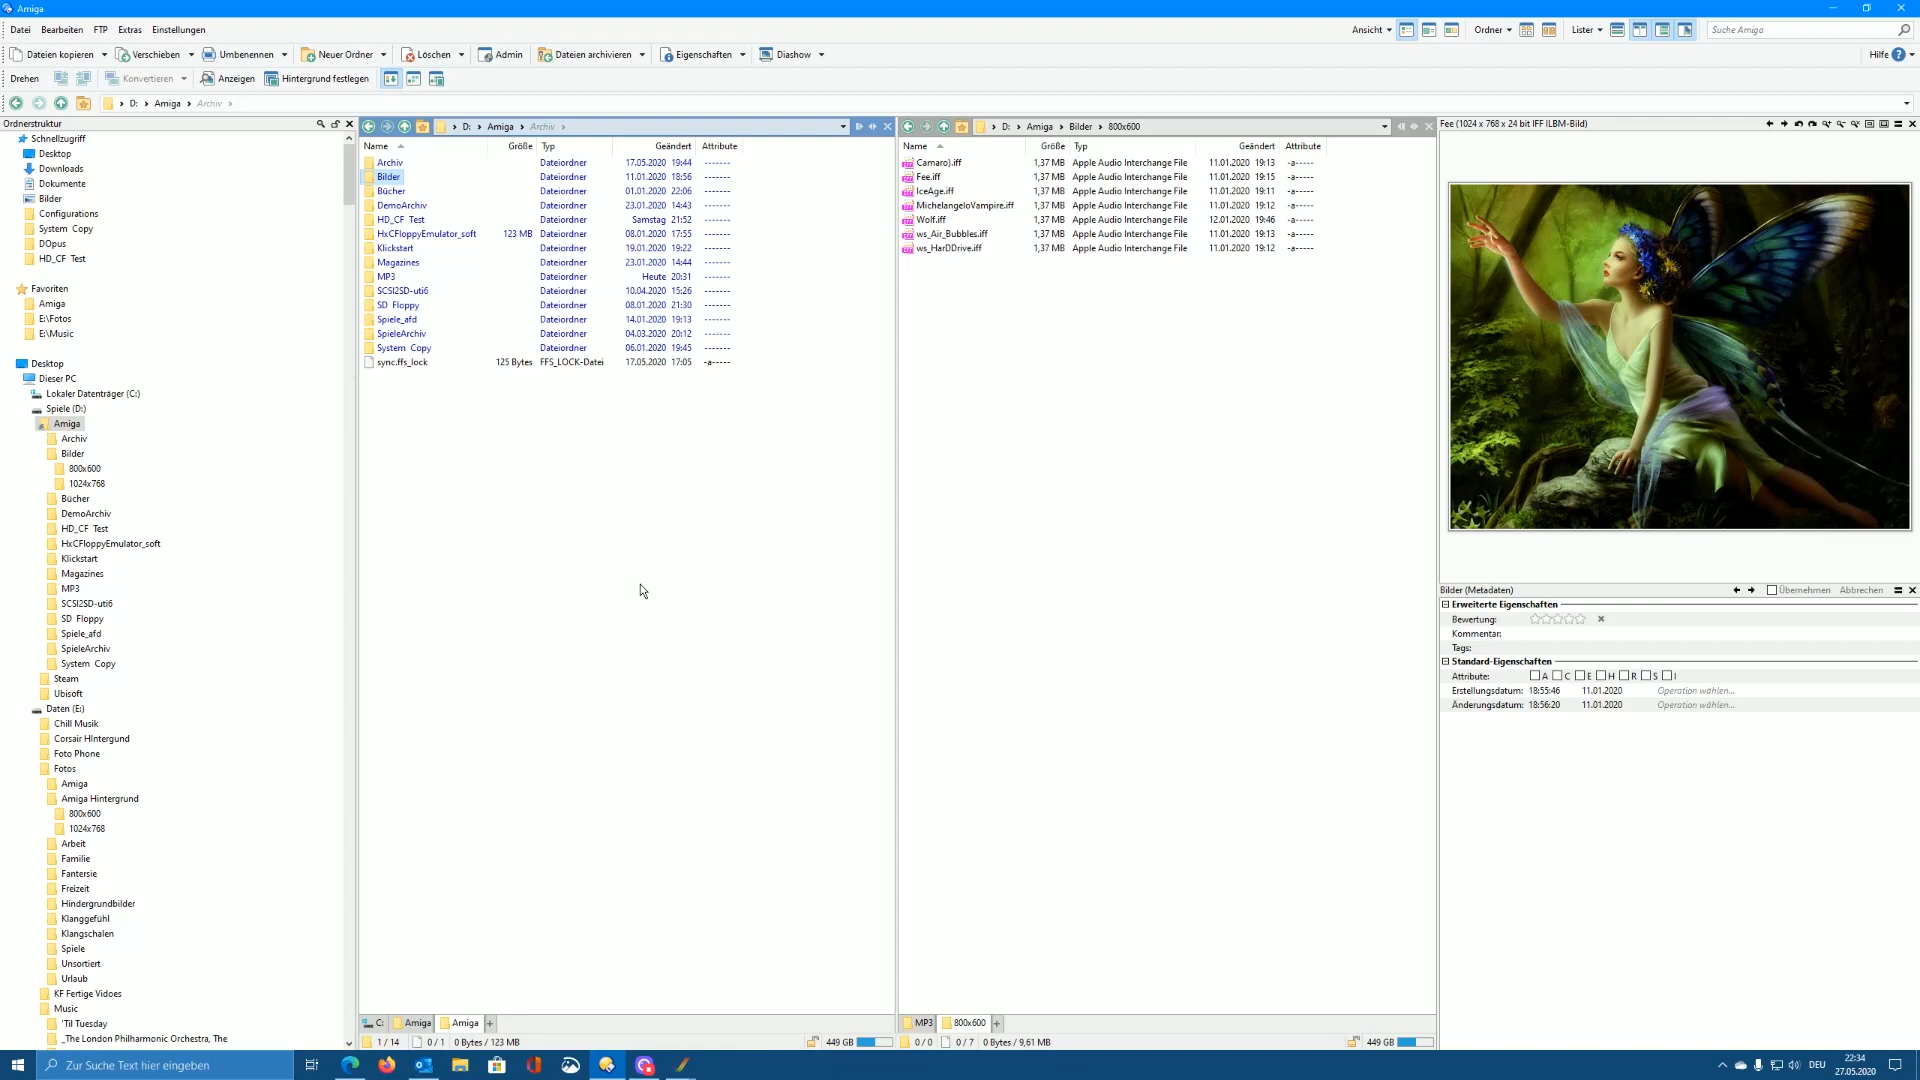 Amiga
Datei Bearbeiten FTP Extras Einstellungen Ansicht Ordner Lister Suche Amiga
Dateien kopieren Verschieben Umbenennen Neuer Ordner Löschen Admin Dateien archivieren Eigenschaften Diashow Hilfe
Drehen Konvertieren Anzeigen Hintergrund festlegen
D: Amiga Archiv
Ordnerstruktur
Schnellzugriff
Desktop
Downloads
Dokumente
Bilder
Configurations
System Copy
DOpus
HD_CF Test
Favoriten
Amiga
E:\Fotos
E:\Music
Desktop
Dieser PC
Lokaler Datenträger (C:)
Spiele (D:)
Amiga
Archiv
Bilder
800x600
1024x768
Bücher
DemoArchiv
HD_CF Test
HxCFloppyEmulator_soft
Klickstart
Magazines
MP3
SCSI2SD-uti6
SD Floppy
Spiele_afd
SpieleArchiv
System Copy
Steam
Ubisoft
Daten (E:)
Chill Musik
Corsair HIntergund
Foto Phone
Fotos
Amiga
Amiga Hintergrund
800x600
1024x768
Arbeit
Familie
Fantersie
Freizeit
Hindergrundbilder
Klanggefühl
Klangschalen
Spiele
Unsortiert
Urlaub
KF Fertige Vidoes
Music
'Til Tuesday
_The London Philharmonic Orchestra, The
D: Amiga Archiv
Name Größe Typ Geändert Attribute
Archiv Dateiordner 17.05.2020 19:44 -------
Bilder Dateiordner 11.01.2020 18:56 -------
Bücher Dateiordner 01.01.2020 22:06 -------
DemoArchiv Dateiordner 23.01.2020 14:43 -------
HD_CF Test Dateiordner Samstag 21:52 -------
HxCFloppyEmulator_soft 123 MB Dateiordner 08.01.2020 17:55 -------
Klickstart Dateiordner 19.01.2020 19:22 -------
Magazines Dateiordner 23.01.2020 14:44 -------
MP3 Dateiordner Heute 20:31 -------
SCSI2SD-uti6 Dateiordner 10.04.2020 15:26 -------
SD Floppy Dateiordner 08.01.2020 21:30 -------
Spiele_afd Dateiordner 14.01.2020 19:13 -------
SpieleArchiv Dateiordner 04.03.2020 20:12 -------
System Copy Dateiordner 06.01.2020 19:45 -------
sync.ffs_lock 125 Bytes FFS_LOCK-Datei 17.05.2020 17:05 -a-----
C: Amiga Amiga
1 / 14 0 / 1 0 Bytes / 123 MB 449 GB
D: Amiga Bilder 800x600
Name Größe Typ Geändert Attribute
Camaro).iff 1,37 MB Apple Audio Interchange File 11.01.2020 19:13 -a-----
Fee.iff 1,37 MB Apple Audio Interchange File 11.01.2020 19:15 -a-----
IceAge.iff 1,37 MB Apple Audio Interchange File 11.01.2020 19:11 -a-----
MichelangeloVampire.iff 1,37 MB Apple Audio Interchange File 11.01.2020 19:12 -a-----
Wolf.iff 1,37 MB Apple Audio Interchange File 12.01.2020 19:46 -a-----
ws_Air_Bubbles.iff 1,37 MB Apple Audio Interchange File 11.01.2020 19:13 -a-----
ws_HarDDrive.iff 1,37 MB Apple Audio Interchange File 11.01.2020 19:12 -a-----
MP3 800x600
0 / 0 0 / 7 0 Bytes / 9,61 MB 449 GB
Fee (1024 x 768 x 24 bit IFF ILBM-Bild)
Bilder (Metadaten) Übernehmen Abbrechen
Erweiterte Eigenschaften
Bewertung:
Kommentar:
Tags:
Standard-Eigenschaften
Attribute: A C E H R S I
Erstellungsdatum: 18:55:46 11.01.2020 Operation wählen...
Änderungsdatum: 18:56:20 11.01.2020 Operation wählen...
Zur Suche Text hier eingeben
DEU
22:34
27.05.2020